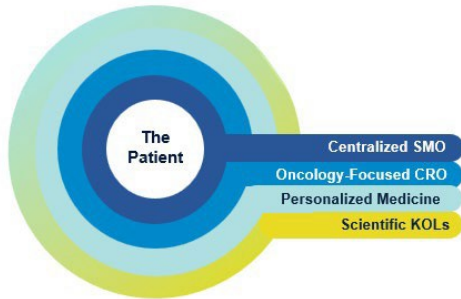 The
Patient
Centralized SMO
Oncology-Focused CRO
Personalized Medicine
Scientific KOLs